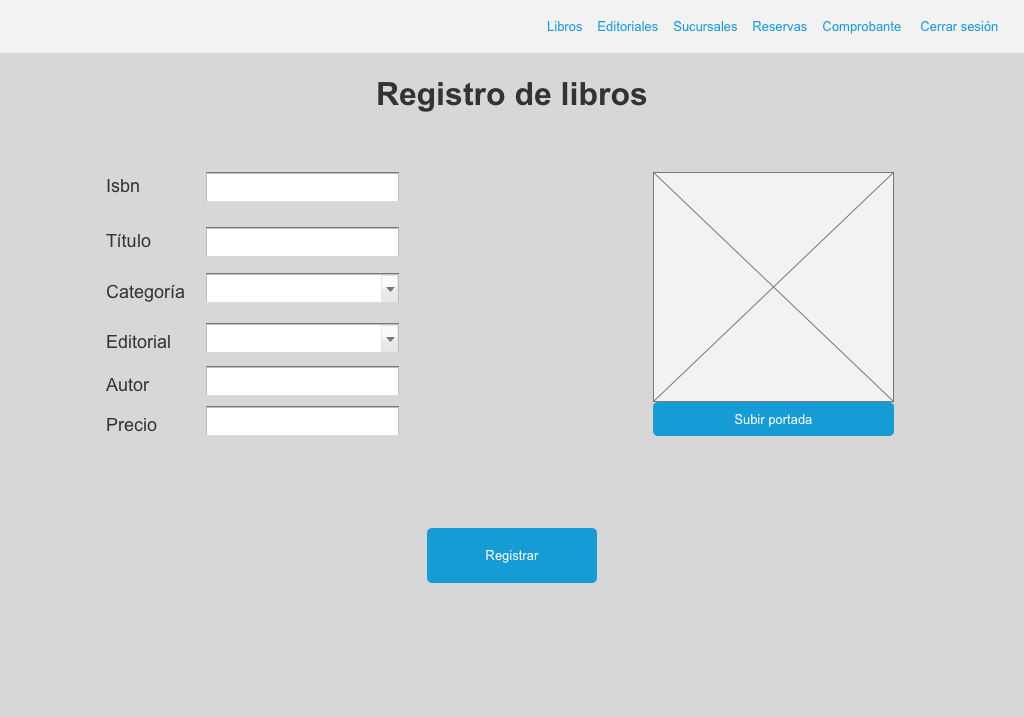 Libros Editoriales Sucursales Reservas Comprobante Cerrar sesión
Registro de libros
Isbn
Título
Categoría
Editorial
Autor
Precio
Subir portada
Registrar